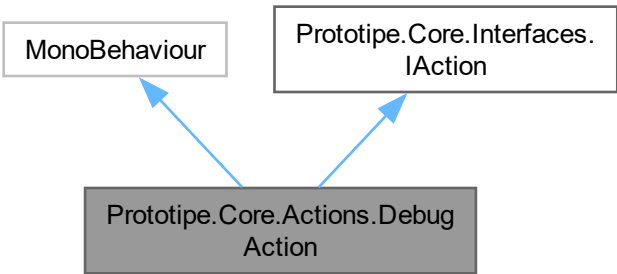 MonoBehaviour
Prototipe.Core.Interfaces.
IAction
Prototipe.Core.Actions.Debug
Action